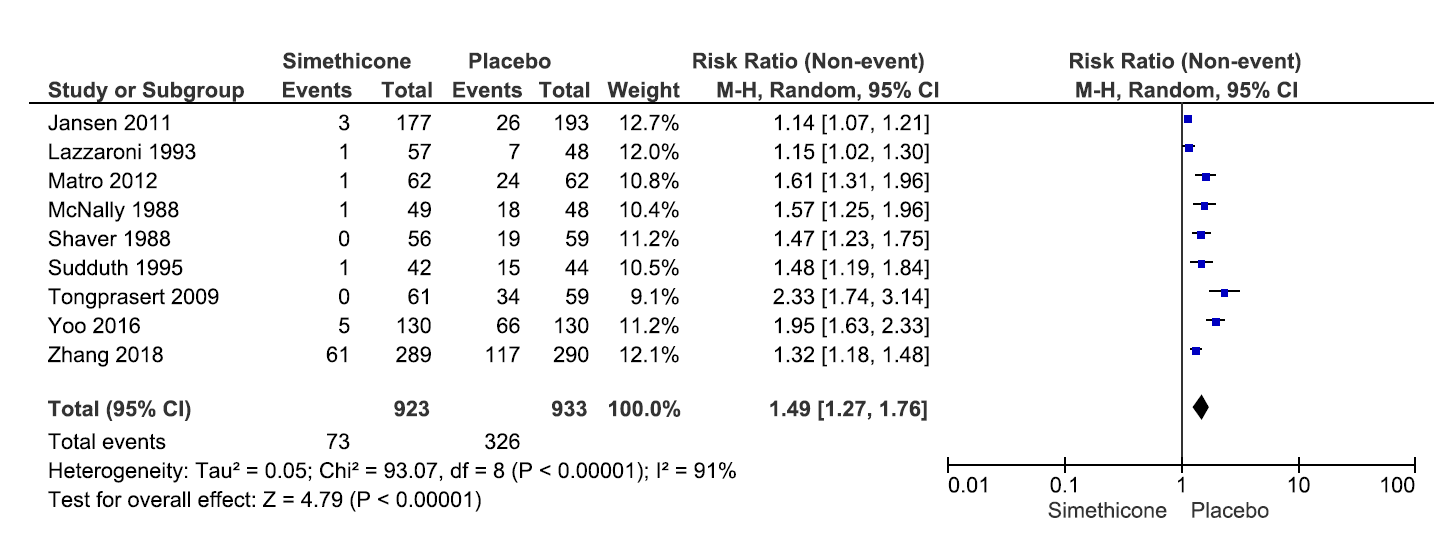 Simethicone Placebo Risk Ratio (Non-event) Risk Ratio (Non-event)
Study or Subgroup Events Total Events Total Weight M-H, Random, 95% CI M-H, Random, 95% CI
Jansen 2011 3 177 26 193 12.7% 1.14 [1.07, 1.21]
Lazzaroni 1993 1 57 7 48 12.0% 1.15 [1.02, 1.30]
Matro 2012 1 62 24 62 10.8% 1.61 [1.31, 1.96]
McNally 1988 1 49 18 48 10.4% 1.57 [1.25, 1.96]
Shaver 1988 0 56 19 59 11.2% 1.47 [1.23, 1.75]
Sudduth 1995 1 42 15 44 10.5% 1.48 [1.19, 1.84]
Tongprasert 2009 0 61 34 59 9.1% 2.33 [1.74, 3.14]
Yoo 2016 5 130 66 130 11.2% 1.95 [1.63, 2.33]
Zhang 2018 61 289 117 290 12.1% 1.32 [1.18, 1.48]
Total (95% CI) 923 933 100.0% 1.49 [1.27, 1.76]
Total events 73 326
Heterogeneity: Tau² = 0.05; Chi² = 93.07, df = 8 (P < 0.00001); I² = 91%
Test for overall effect: Z = 4.79 (P < 0.00001)
0.01 0.1 1 10 100
Simethicone Placebo